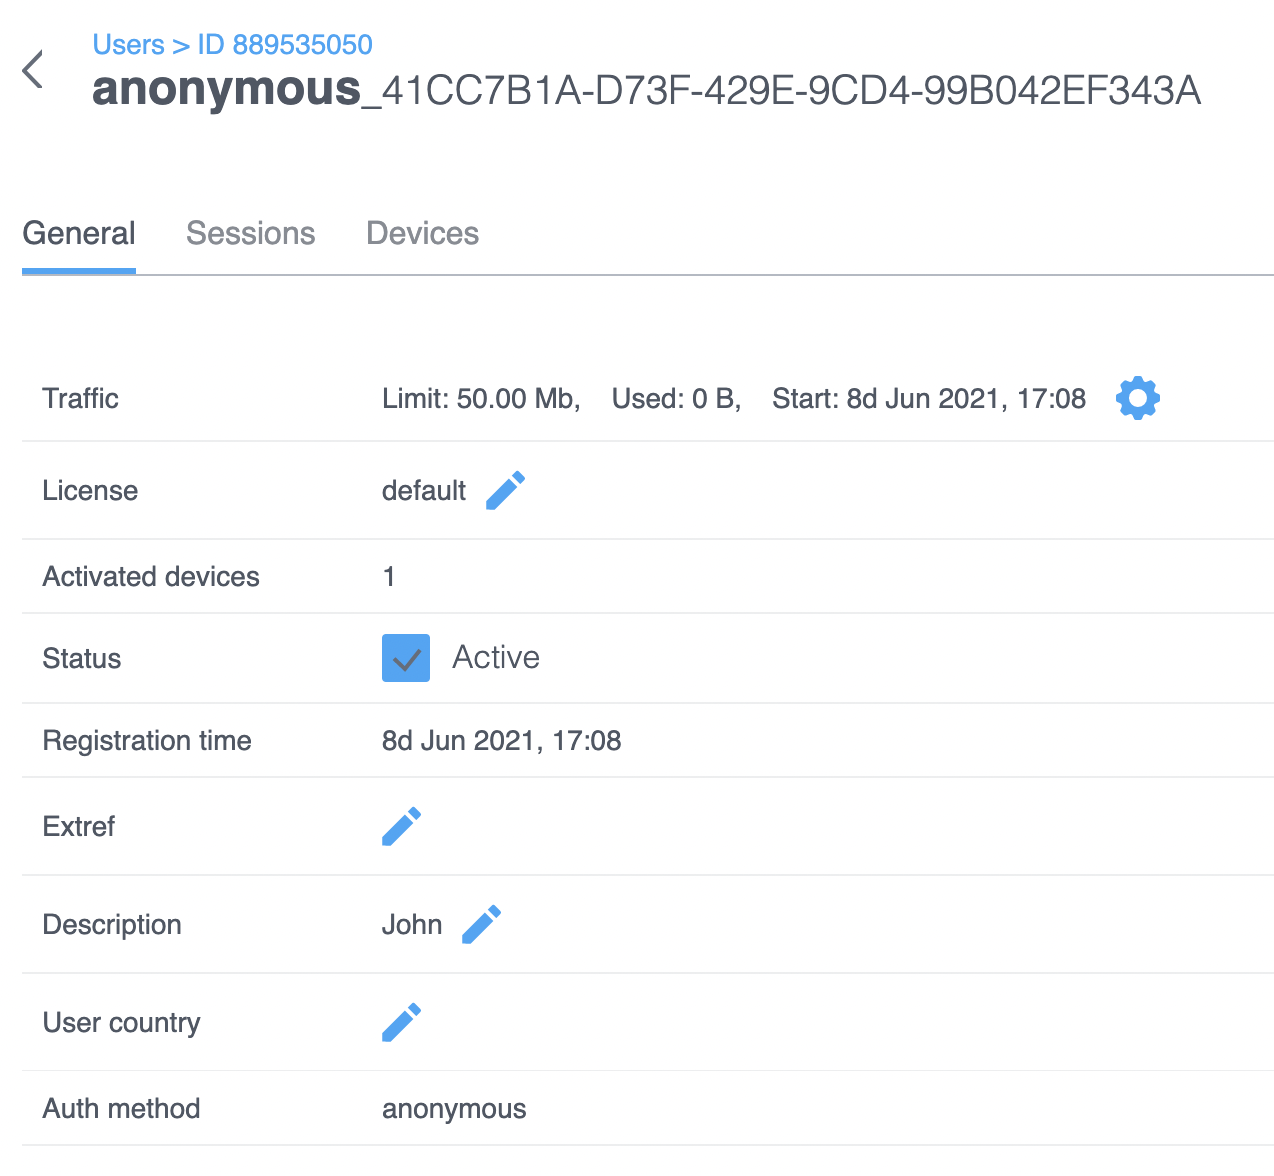 Users > ID 889535050
anonymous_41CC7B1A-D73F-429E-9CD4-99B042EF343A
General Sessions Devices
Traffic Limit: 50.00 Mb, Used: 0 B, Start: 8d Jun 2021, 17:08
License default
Activated devices 1
Status Active
Registration time 8d Jun 2021, 17:08
Extref
Description John
User country
Auth method anonymous